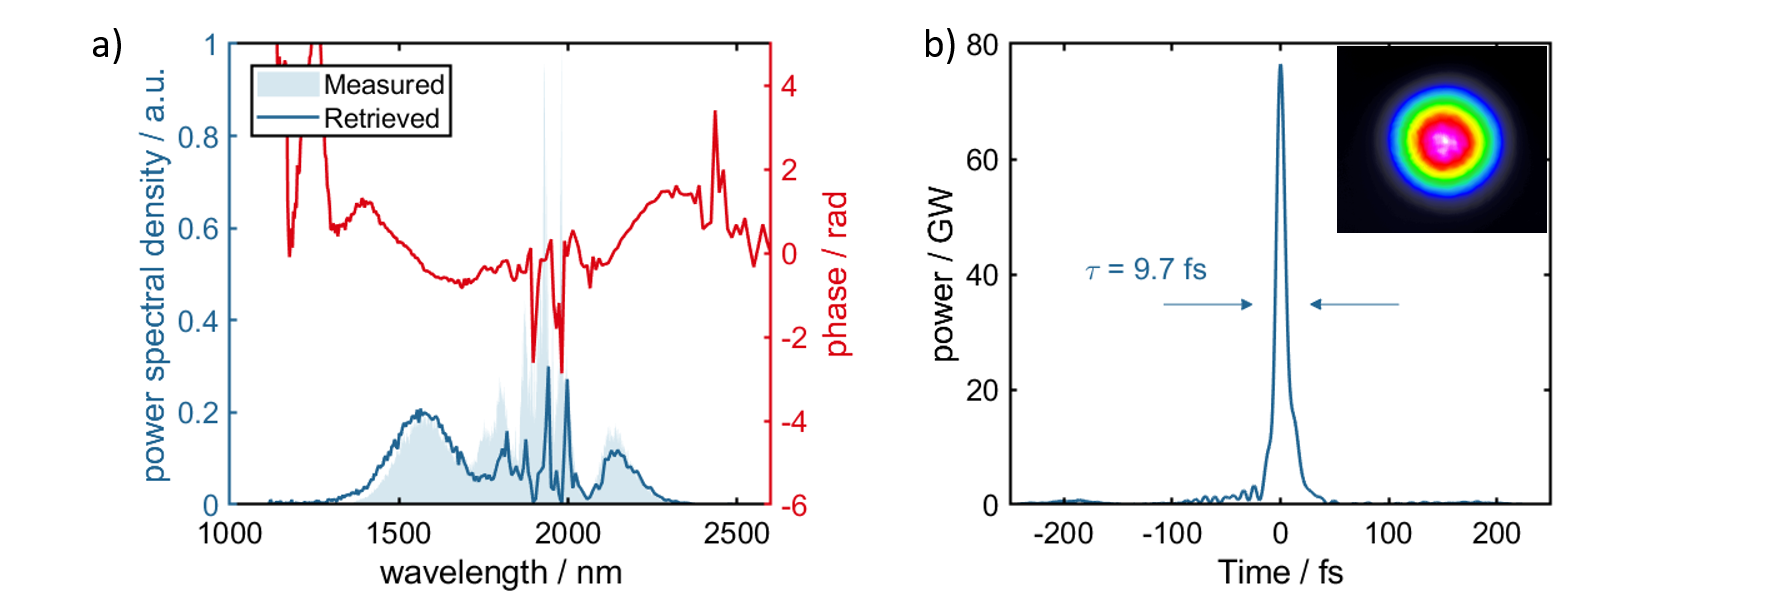 a)
1
0.8
0.6
0.4
0.2
0
power spectral density / a.u.
Measured
Retrieved
4
2
0
-2
-4
-6
phase / rad
1000
1500
2000
2500
wavelength / nm
b)
80
60
40
20
0
power / GW
τ = 9.7 fs
-200
-100
0
100
200
Time / fs